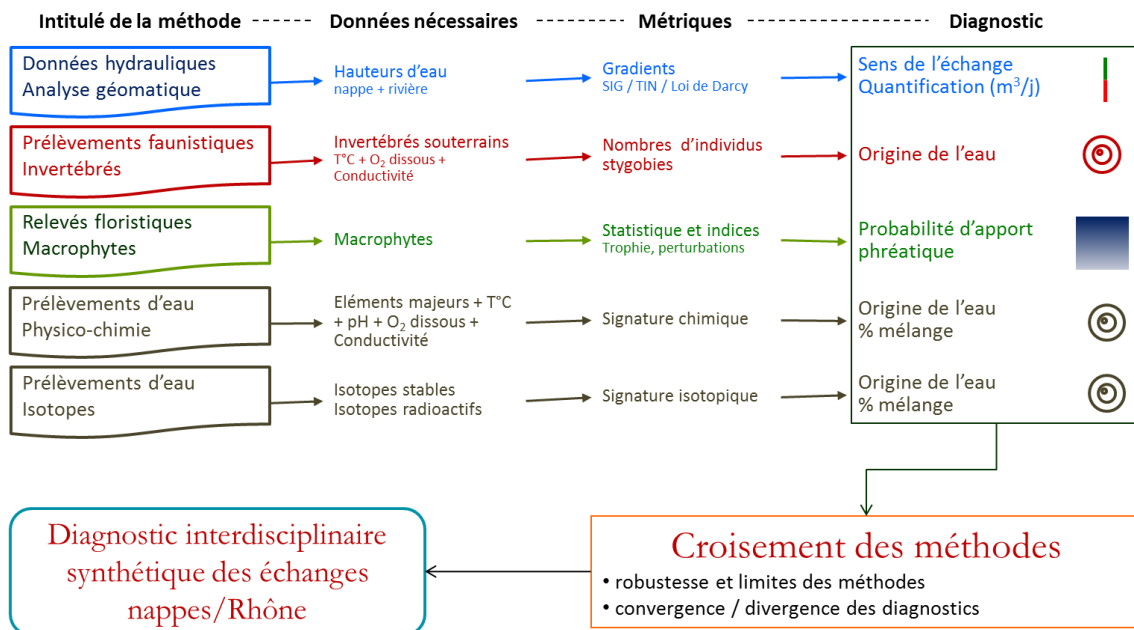 Intitulé de la méthode
Données nécessaires
Métriques
Diagnostic
Données hydrauliques
Analyse géomatique
Hauteurs d’eau
nappe + rivière
Gradients
SIG / TIN / Loi de Darcy
Sens de l’échange
Quantification (m³/j)
Prélèvements faunistiques
Invertébrés
Invertébrés souterrains
T°C + O₂ dissous +
Conductivité
Nombres d’individus
stygobies
Origine de l’eau
Relevés floristiques
Macrophytes
Macrophytes
Statistique et indices
Trophie, perturbations
Probabilité d’apport
phréatique
Prélèvements d’eau
Physico-chimie
Eléments majeurs + T°C
+ pH + O₂ dissous +
Conductivité
Signature chimique
Origine de l’eau
% mélange
Prélèvements d’eau
Isotopes
Isotopes stables
Isotopes radioactifs
Signature isotopique
Origine de l’eau
% mélange
Diagnostic interdisciplinaire
synthétique des échanges
nappes/Rhône
Croisement des méthodes
• robustesse et limites des méthodes
• convergence / divergence des diagnostics